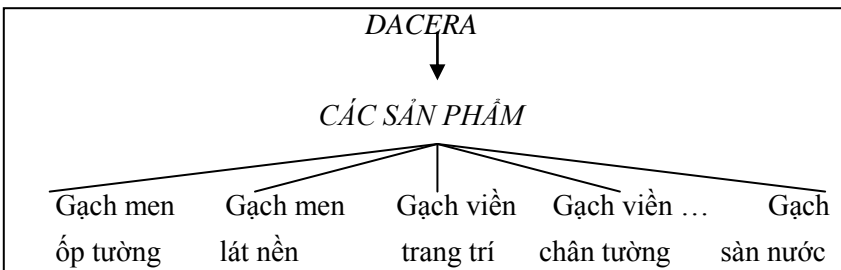 DACERA
CÁC SẢN PHẨM
Gạch men Gạch men Gạch viền Gạch viền … Gạch
ốp tường lát nền trang trí chân tường sàn nước